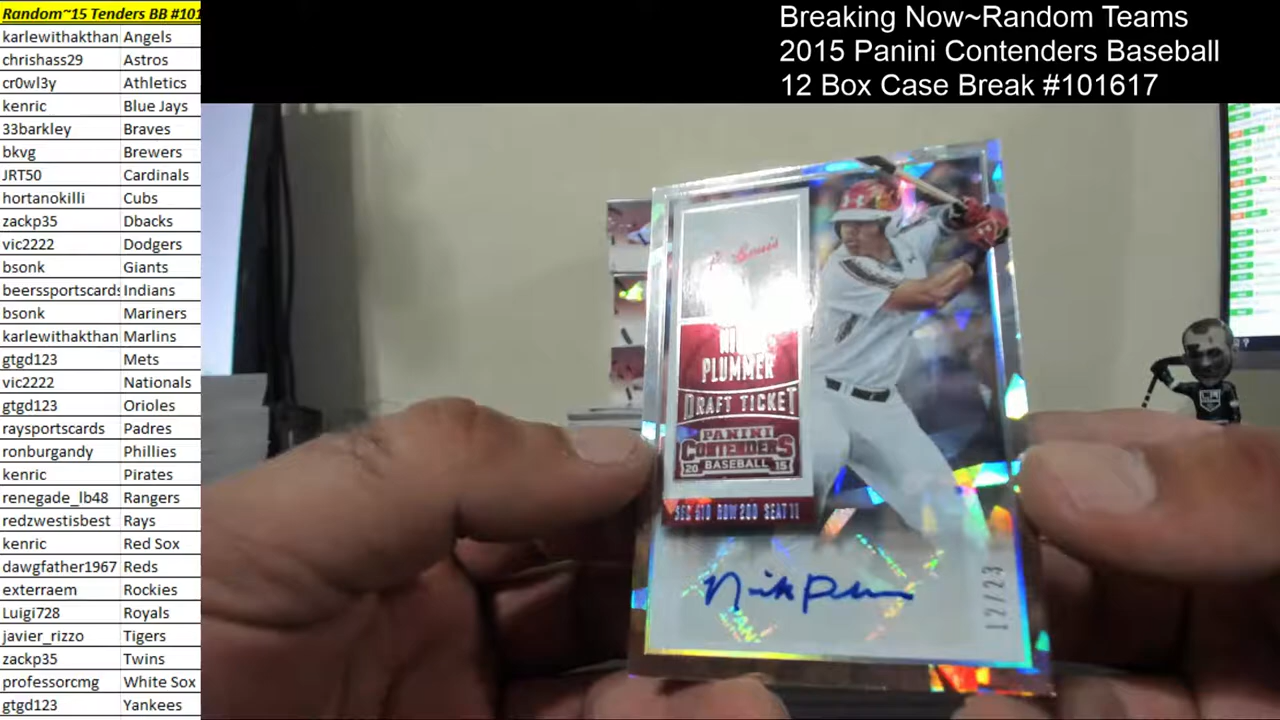 Random~15 Tenders BB #101
karlewithakthan Angels
chrishass29 Astros
cr0wl3y Athletics
kenric Blue Jays
33barkley Braves
bkvg Brewers
JRT50 Cardinals
hortanokilli Cubs
zackp35 Dbacks
vic2222 Dodgers
bsonk Giants
beerssportscards Indians
bsonk Mariners
karlewithakthan Marlins
gtgd123 Mets
vic2222 Nationals
gtgd123 Orioles
raysportscards Padres
ronburgandy Phillies
kenric Pirates
renegade_lb48 Rangers
redzwestisbest Rays
kenric Red Sox
dawgfather1967 Reds
exterraem Rockies
Luigi728 Royals
javier_rizzo Tigers
zackp35 Twins
professorcmg White Sox
gtgd123 Yankees
Breaking Now~Random Teams
2015 Panini Contenders Baseball
12 Box Case Break #101617
PLUMMER
DRAFT TICKET
PANINI
CONTENDERS
20 BASEBALL 15
ROW 200 SEAT 11
Nick
12/23